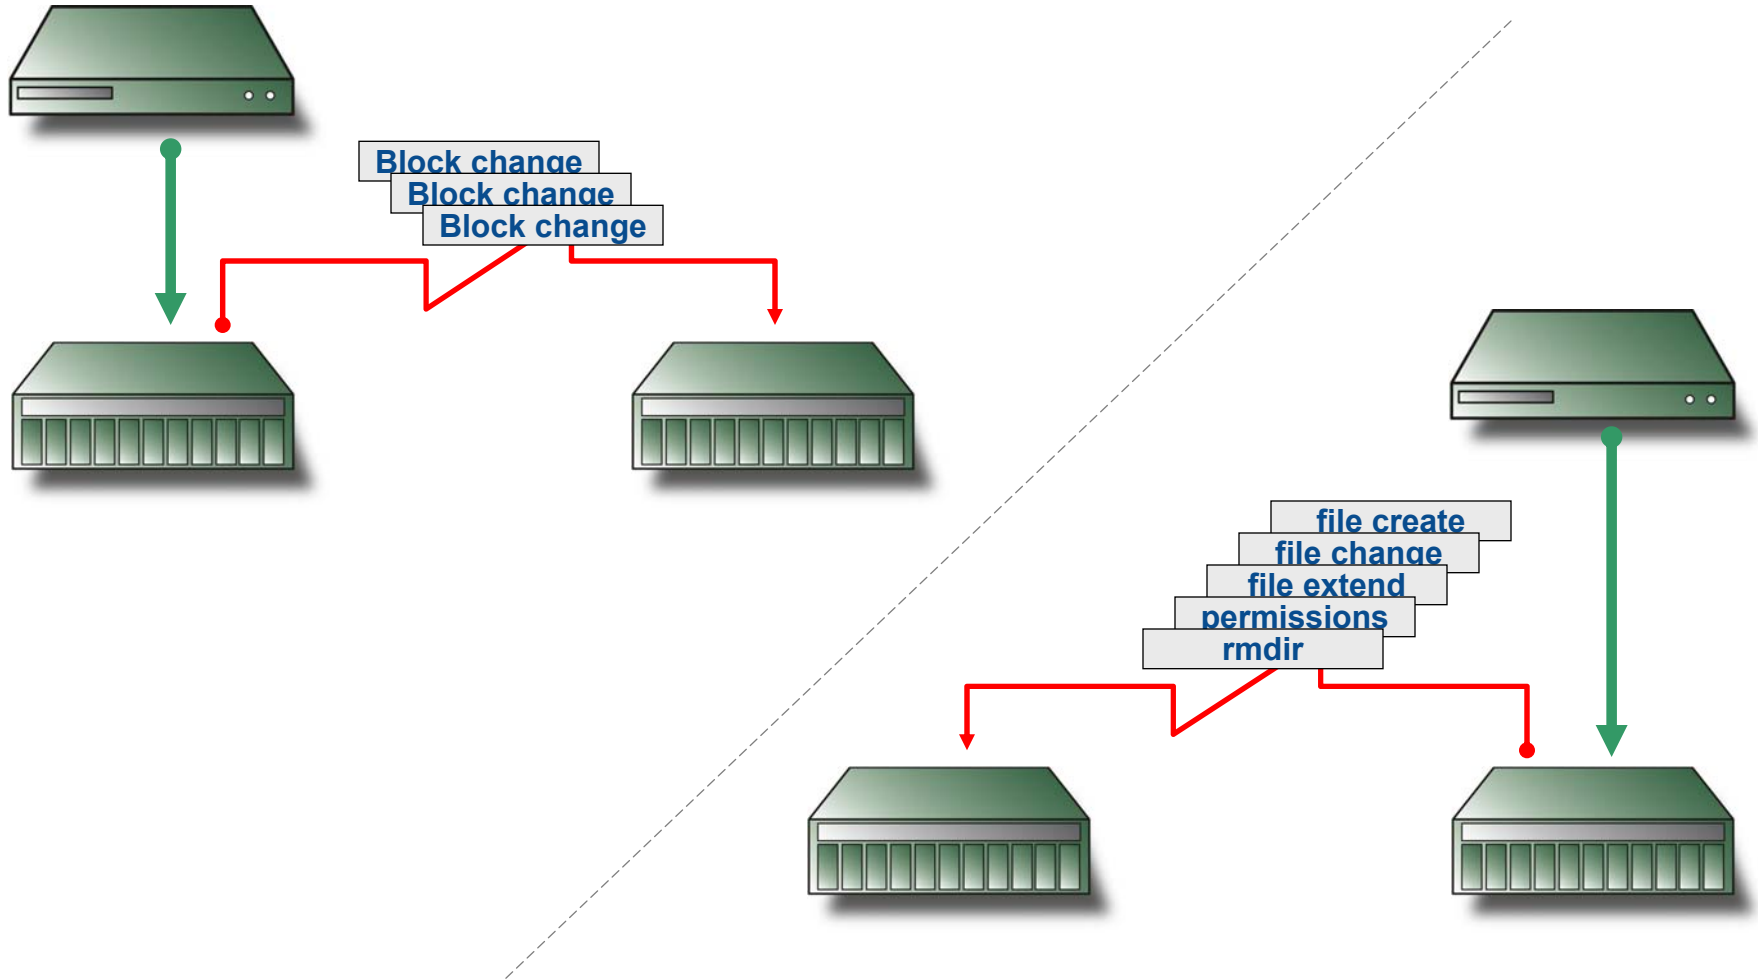 Block change
Block change
Block change
file create
file change
file extend
permissions
rmdir